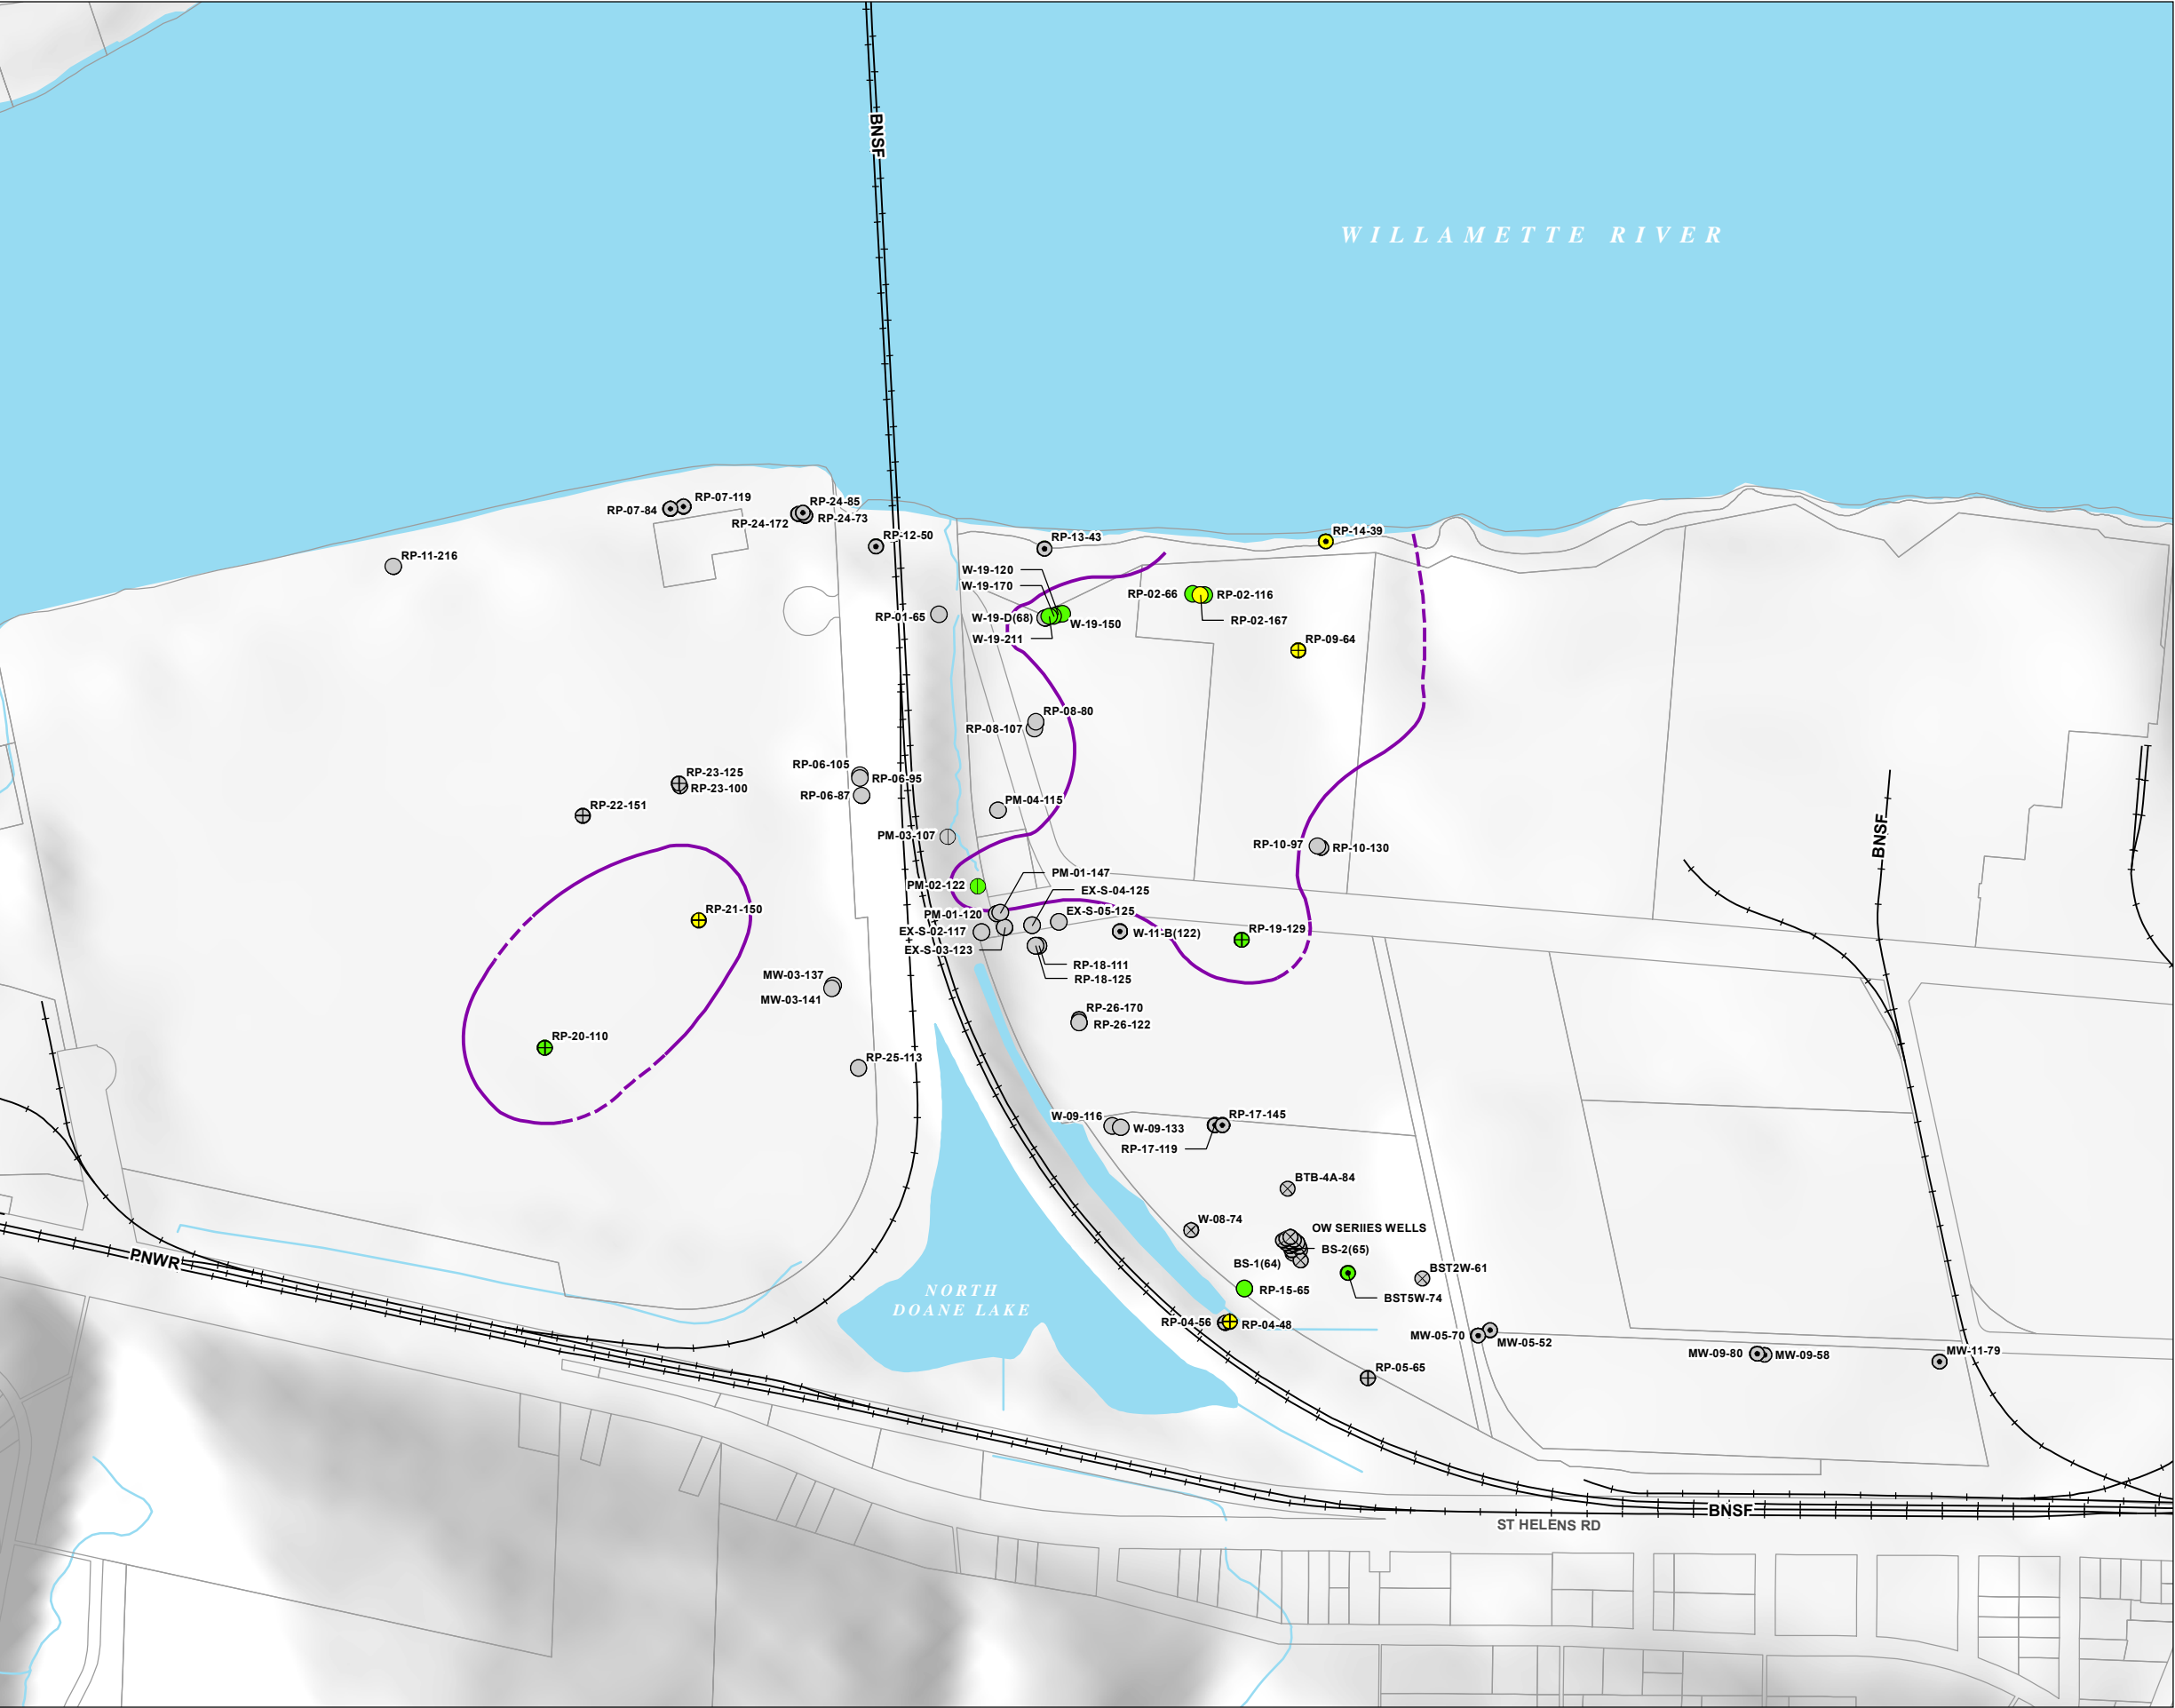 BNSF
WILLAMETTE RIVER
RP-07-119
RP-07-84
RP-24-85
RP-24-172
RP-24-73
RP-12-50
RP-13-43
RP-14-39
RP-11-216
W-19-120
W-19-170
RP-02-66
RP-02-116
RP-01-65
W-19-D(68)
W-19-150
RP-02-167
W-19-211
RP-09-64
RP-08-80
RP-08-107
RP-06-105
RP-06-95
RP-23-125
RP-23-100
RP-06-87
PM-04-115
RP-22-151
PM-03-107
BNSF
RP-10-97
RP-10-130
PM-01-147
PM-02-122
EX-S-04-125
RP-21-150
PM-01-120
EX-S-05-125
EX-S-02-117
W-11-B(122)
RP-19-129
EX-S-03-123
RP-18-111
RP-18-125
MW-03-137
MW-03-141
RP-26-170
RP-26-122
RP-20-110
RP-25-113
W-09-116
W-09-133
RP-17-145
RP-17-119
BTB-4A-84
W-08-74
OW SERIIES WELLS
BS-2(65)
BS-1(64)
BST2W-61
PNWR
NORTH
DOANE LAKE
RP-15-65
BST5W-74
RP-04-56
RP-04-48
MW-05-70
MW-05-52
MW-09-80
MW-09-58
MW-11-79
RP-05-65
BNSF
ST HELENS RD